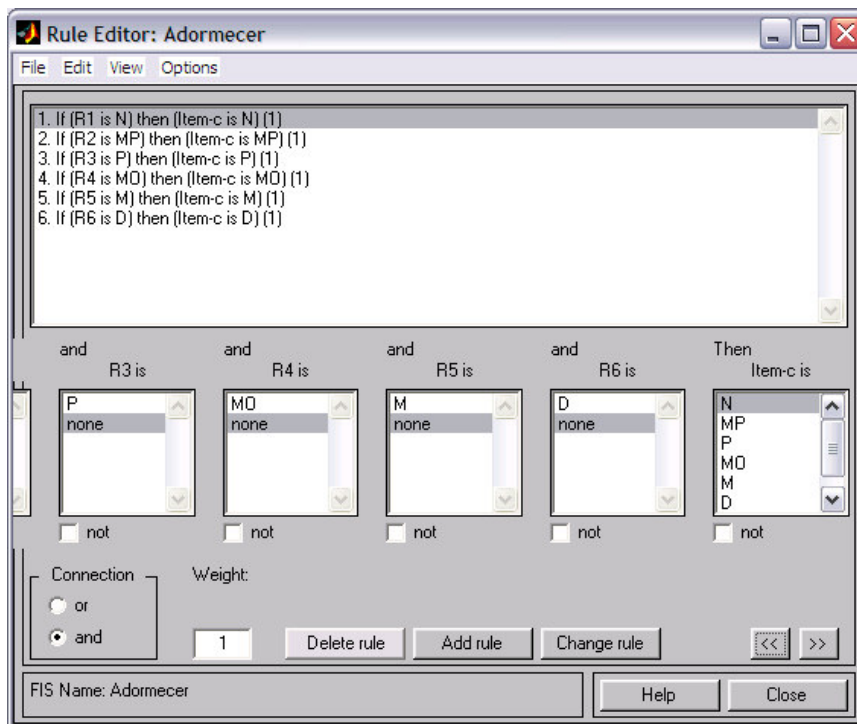 Rule Editor: Adormecer
File Edit View Options
1. If (R1 is N) then (Item-c is N) (1)
2. If (R2 is MP) then (Item-c is MP) (1)
3. If (R3 is P) then (Item-c is P) (1)
4. If (R4 is MO) then (Item-c is MO) (1)
5. If (R5 is M) then (Item-c is M) (1)
6. If (R6 is D) then (Item-c is D) (1)
and and and and Then
R3 is R4 is R5 is R6 is Item-c is
P MO M D N
none none none none MP
P
MO
M
D
not not not not not
Connection Weight:
or
and 1 Delete rule Add rule Change rule << >>
FIS Name: Adormecer Help Close